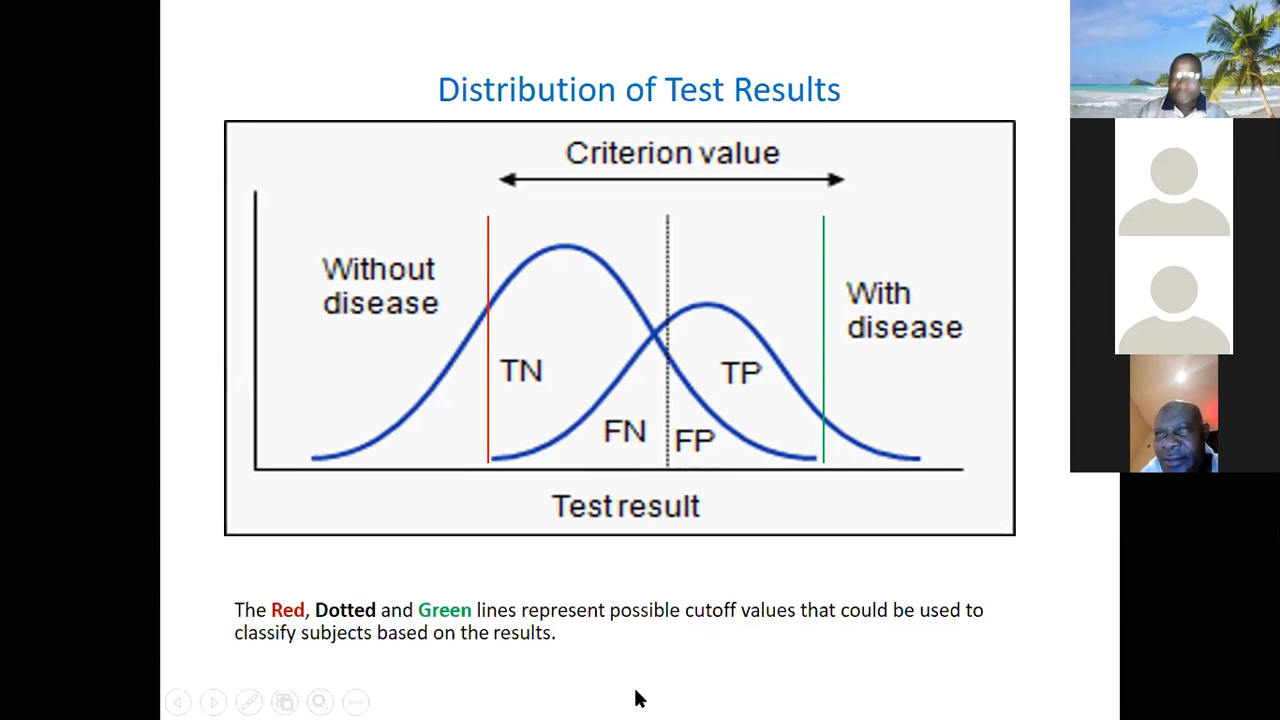 Distribution of Test Results
Criterion value
Without
disease
With
disease
TN
TP
FN
FP
Test result
The Red, Dotted and Green lines represent possible cutoff values that could be used to
classify subjects based on the results.